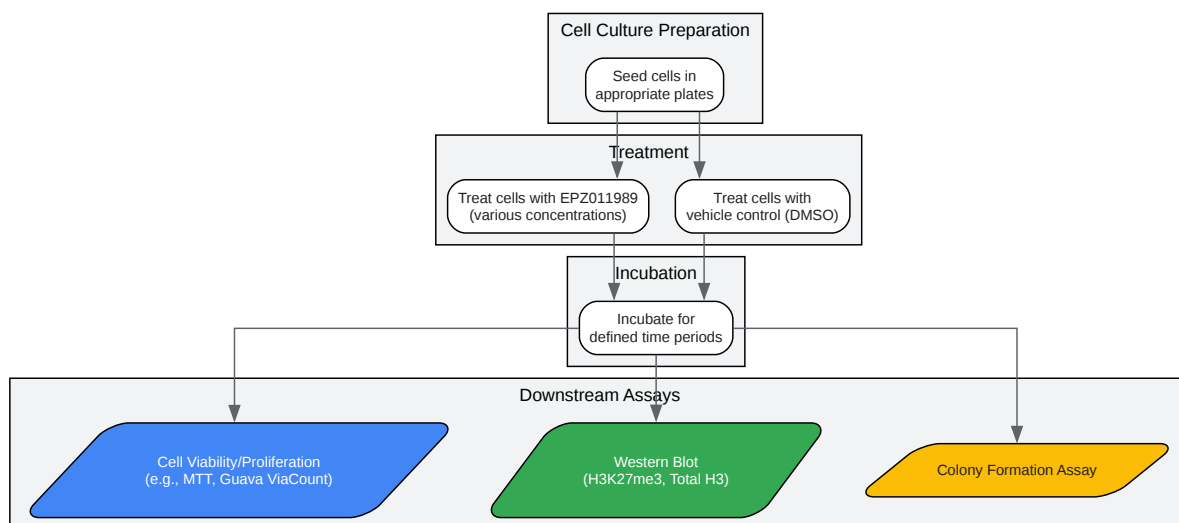 Cell Culture Preparation
Seed cells in
appropriate plates
Treatment
Treat cells with EPZ011989
(various concentrations)
Treat cells with
vehicle control (DMSO)
Incubation
Incubate for
defined time periods
Downstream Assays
Cell Viability/Proliferation
(e.g., MTT, Guava ViaCount)
Western Blot
(H3K27me3, Total H3)
Colony Formation Assay